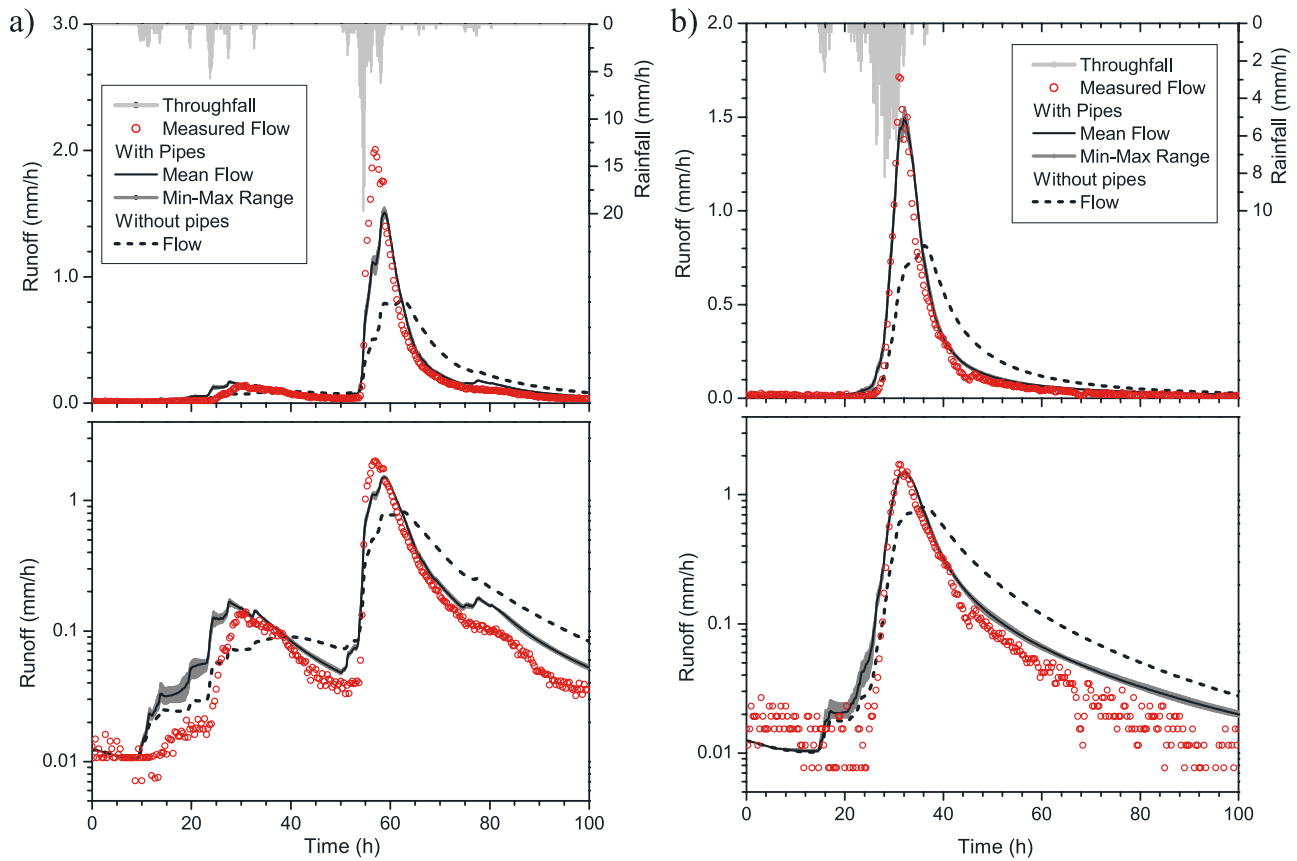 a)
3.0
2.0
1.0
0.0
Runoff (mm/h)
0
5
10
15
20
Rainfall (mm/h)
Throughfall
Measured Flow
With Pipes
Mean Flow
Min-Max Range
Without pipes
Flow
1
0.1
0.01
Runoff (mm/h)
0
20
40
60
80
100
Time (h)
b)
2.0
1.5
1.0
0.5
0.0
Runoff (mm/h)
0
2
4
6
8
10
Rainfall (mm/h)
Throughfall
Measured Flow
With Pipes
Mean Flow
Min-Max Range
Without pipes
Flow
1
0.1
0.01
Runoff (mm/h)
0
20
40
60
80
100
Time (h)